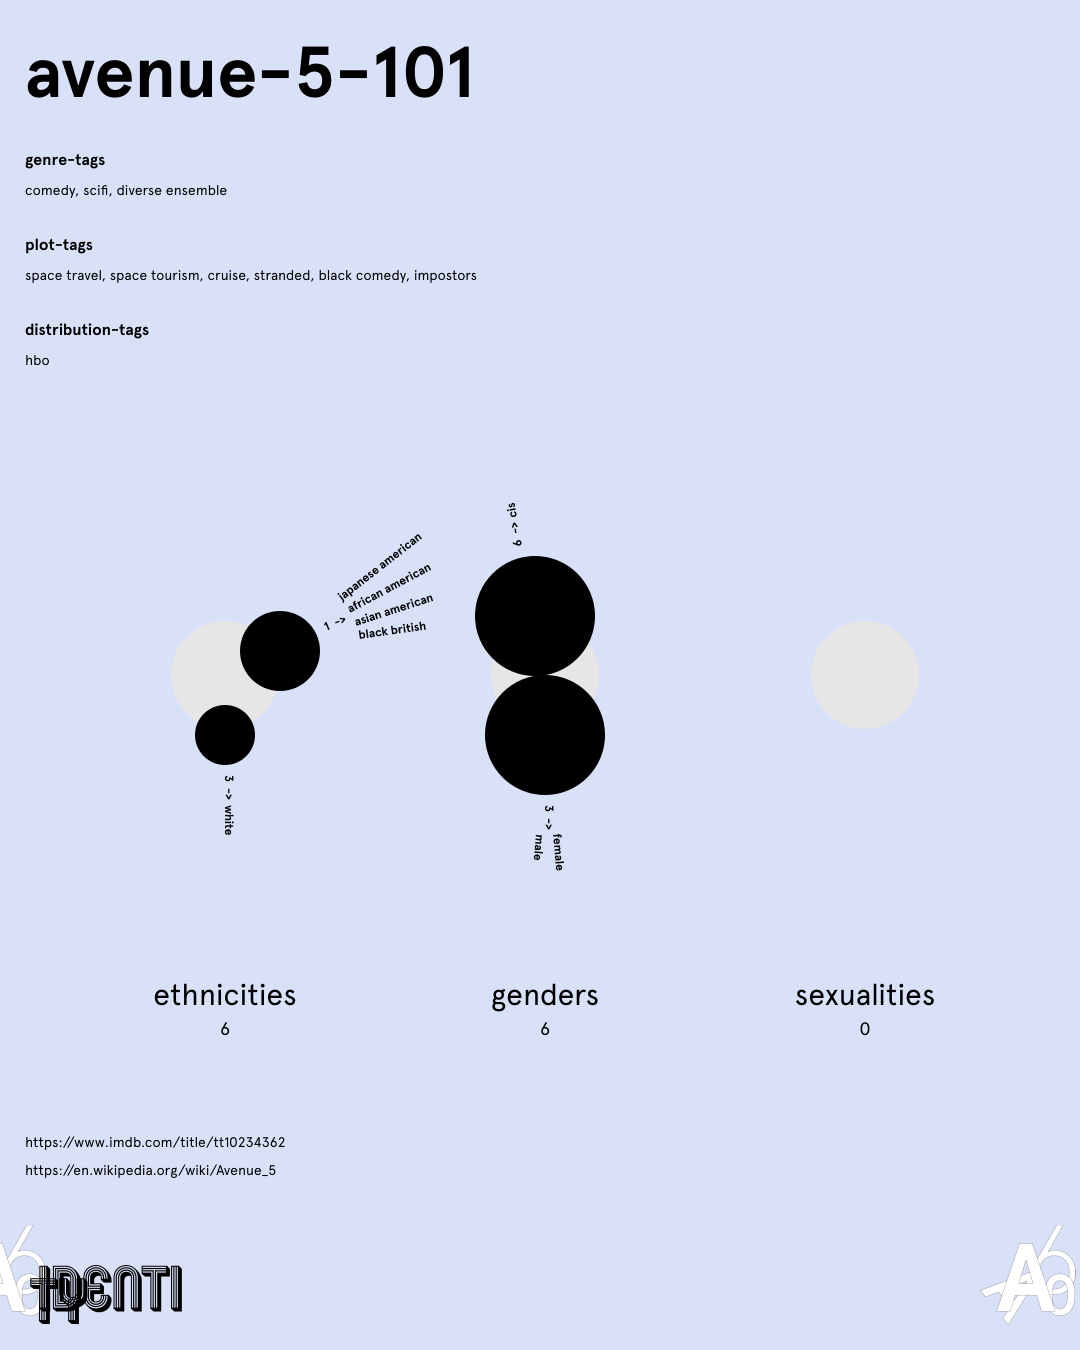 avenue-5-101
genre-tags
comedy, scifi, diverse ensemble
plot-tags
space travel, space tourism, cruise, stranded, black comedy, impostors
distribution-tags
hbo
1 -> japanese american
african american
asian american
black british
3 -> white
6 -> cis
3 -> female
male
ethnicities
6
genders
6
sexualities
0
https://www.imdb.com/title/tt10234362
https://en.wikipedia.org/wiki/Avenue_5